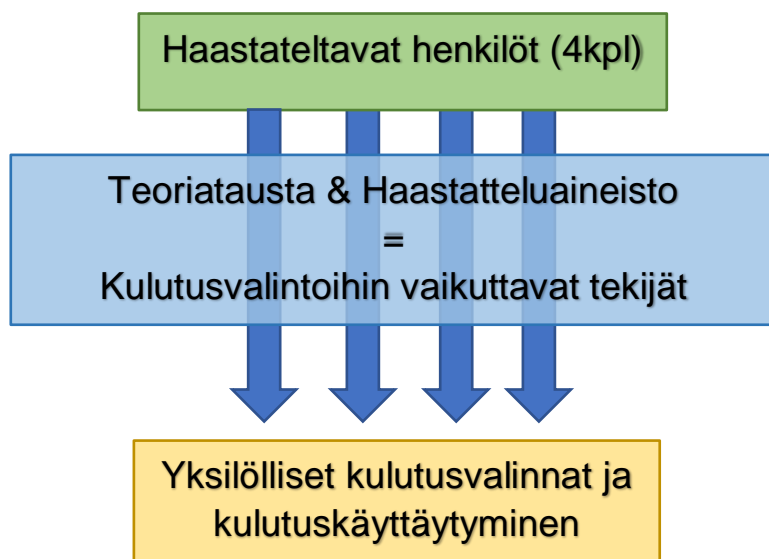 Haastateltavat henkilöt (4kpl)
Teoriatausta & Haastatteluaineisto
=
Kulutusvalintoihin vaikuttavat tekijät
Yksilölliset kulutusvalinnat ja
kulutuskäyttäytyminen